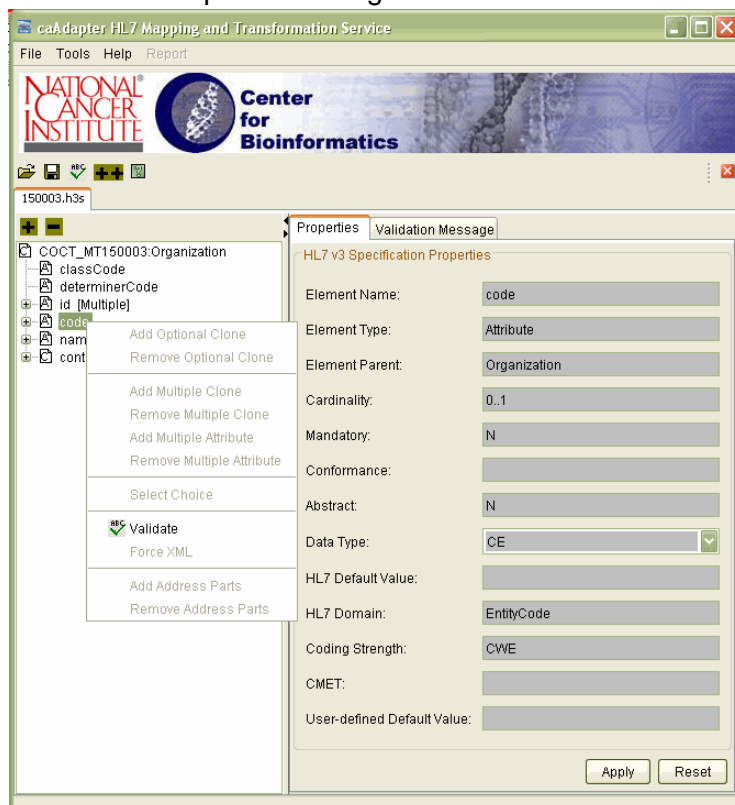 caAdapter HL7 Mapping and Transformation Service
File Tools Help Report
NATIONAL
CANCER
INSTITUTE
Center
for
Bioinformatics
150003.h3s
COCT_MT150003:Organization
classCode
determinerCode
id [Multiple]
code
nam
cont
Add Optional Clone
Remove Optional Clone
Add Multiple Clone
Remove Multiple Clone
Add Multiple Attribute
Remove Multiple Attribute
Select Choice
ABC Validate
Force XML
Add Address Parts
Remove Address Parts
Properties Validation Message
HL7 v3 Specification Properties
Element Name: code
Element Type: Attribute
Element Parent: Organization
Cardinality: 0..1
Mandatory: N
Conformance:
Abstract: N
Data Type: CE
HL7 Default Value:
HL7 Domain: EntityCode
Coding Strength: CWE
CMET:
User-defined Default Value:
Apply Reset